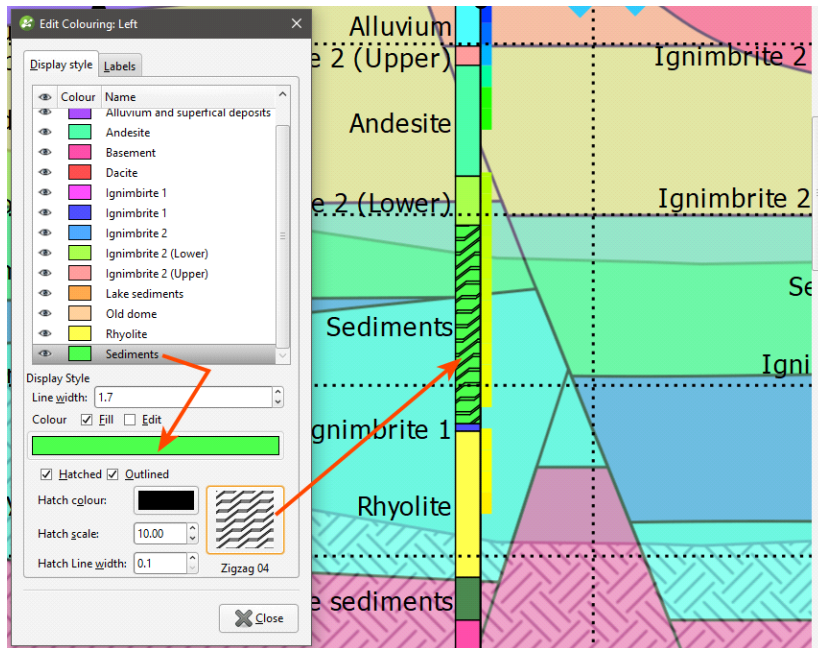 Edit Colouring: Left
Display style
Labels
Colour Name
Alluvium and superfical deposits
Andesite
Basement
Dacite
Ignimbirte 1
Ignimbrite 1
Ignimbrite 2
Ignimbrite 2 (Lower)
Ignimbrite 2 (Upper)
Lake sediments
Old dome
Rhyolite
Sediments
Display Style
Line width: 1.7
Colour Fill Edit
Hatched Outlined
Hatch colour:
Hatch scale: 10.00
Hatch Line width: 0.1
Zigzag 04
Close
Alluvium
e 2 (Upper)
Andesite
e 2 (Lower)
Sediments
gnimbrite 1
Rhyolite
e sediments
Ignimbrite 2
Ignimbrite 2
Se
Igni